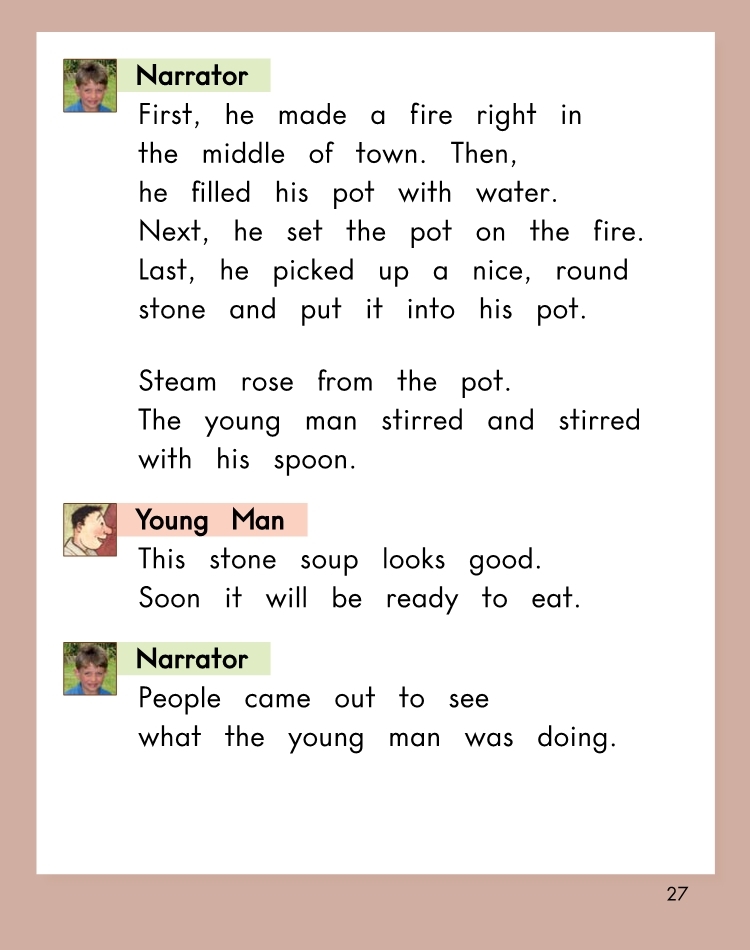 Narrator
First, he made a fire right in
the middle of town. Then,
he filled his pot with water.
Next, he set the pot on the fire.
Last, he picked up a nice, round
stone and put it into his pot.
Steam rose from the pot.
The young man stirred and stirred
with his spoon.
Young Man
This stone soup looks good.
Soon it will be ready to eat.
Narrator
People came out to see
what the young man was doing.
27